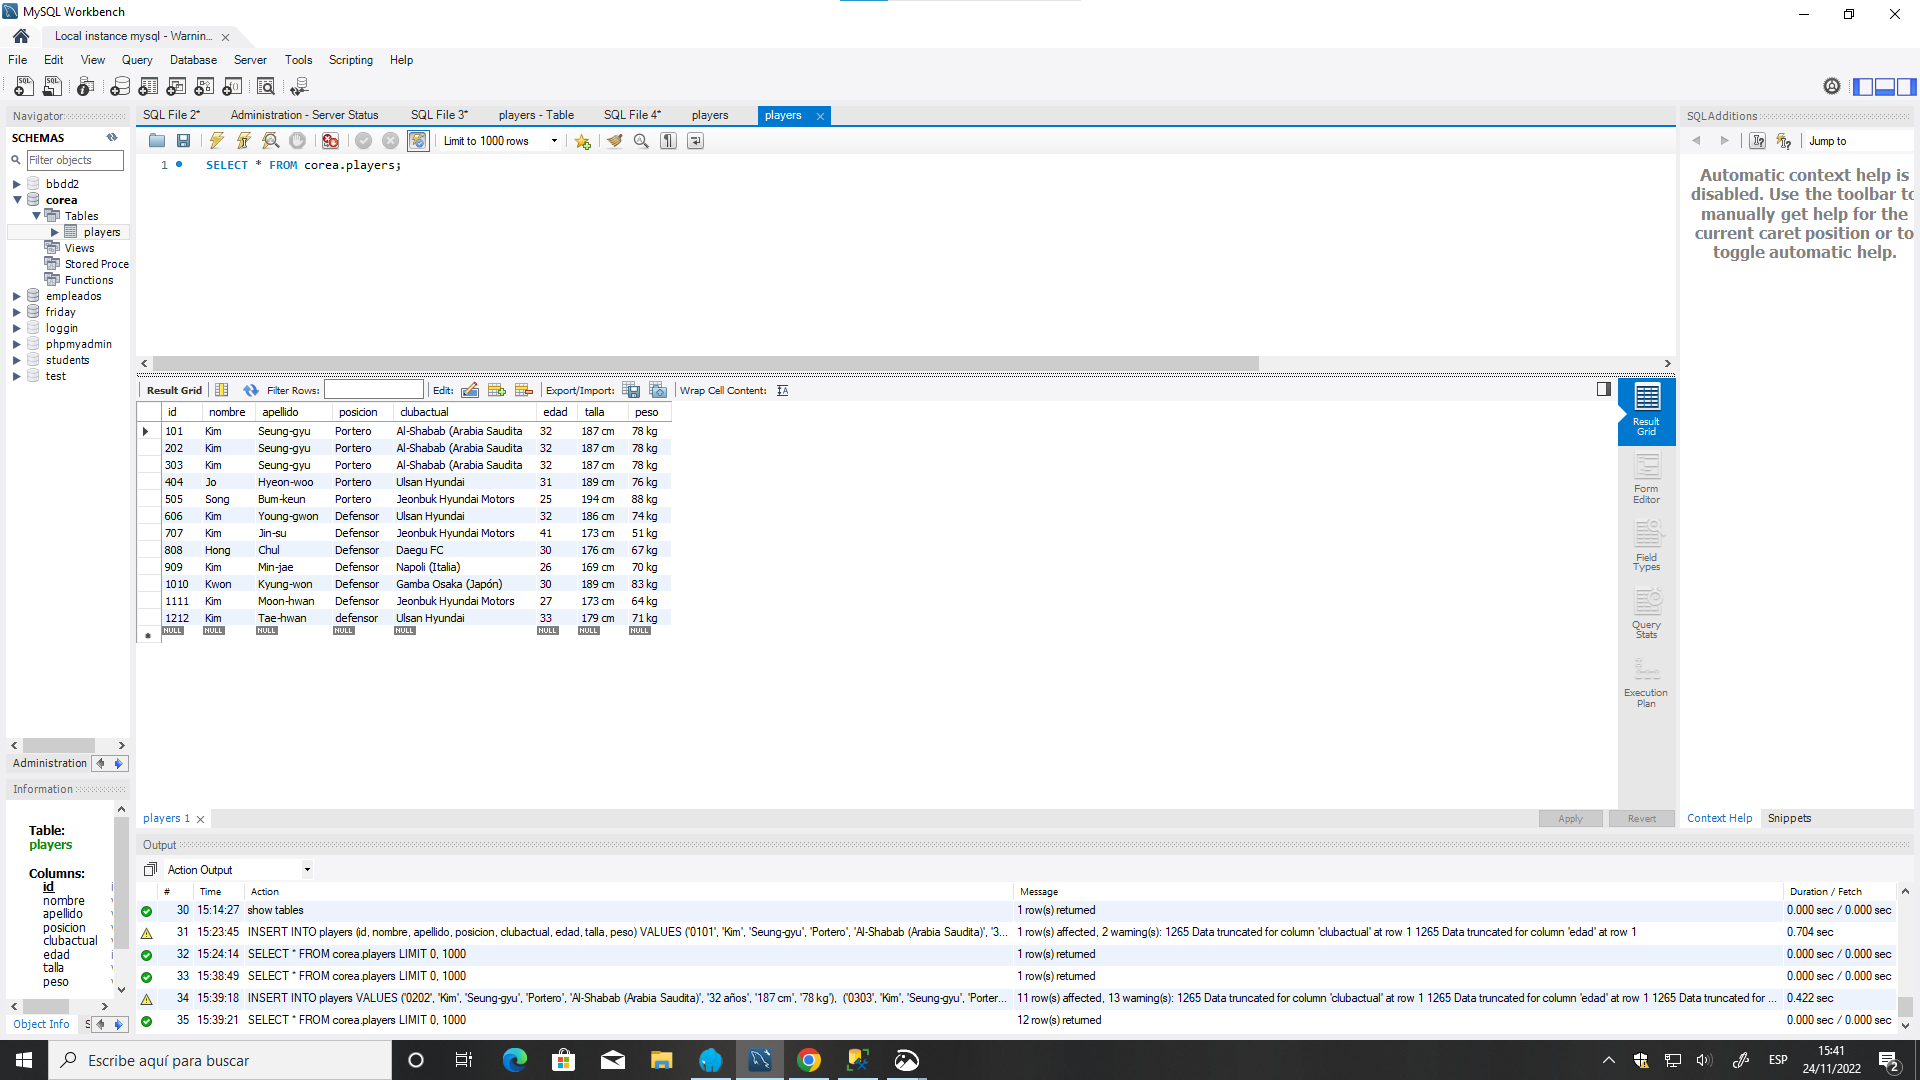 MySQL Workbench
Local instance mysql - Warnin...
File Edit View Query Database Server Tools Scripting Help
Navigator
SCHEMAS
Filter objects
bbdd2
corea
Tables
players
Views
Stored Proce
Functions
empleados
friday
loggin
phpmyadmin
students
test
Administration
Information
Table:
players
Columns:
id
nombre
apellido
posicion
clubactual
edad
talla
peso
Object Info S
SQL File 2* Administration - Server Status SQL File 3* players - Table SQL File 4* players players
Limit to 1000 rows
1 SELECT * FROM corea.players;
Result Grid Filter Rows: Edit: Export/Import: Wrap Cell Content:
id nombre apellido posicion clubactual edad talla peso
101 Kim Seung-gyu Portero Al-Shabab (Arabia Saudita 32 187 cm 78 kg
202 Kim Seung-gyu Portero Al-Shabab (Arabia Saudita 32 187 cm 78 kg
303 Kim Seung-gyu Portero Al-Shabab (Arabia Saudita 32 187 cm 78 kg
404 Jo Hyeon-woo Portero Ulsan Hyundai 31 189 cm 76 kg
505 Song Bum-keun Portero Jeonbuk Hyundai Motors 25 194 cm 88 kg
606 Kim Young-gwon Defensor Ulsan Hyundai 32 186 cm 74 kg
707 Kim Jin-su Defensor Jeonbuk Hyundai Motors 41 173 cm 51 kg
808 Hong Chul Defensor Daegu FC 30 176 cm 67 kg
909 Kim Min-jae Defensor Napoli (Italia) 26 169 cm 70 kg
1010 Kwon Kyung-won Defensor Gamba Osaka (Japón) 30 189 cm 83 kg
1111 Kim Moon-hwan Defensor Jeonbuk Hyundai Motors 27 173 cm 64 kg
1212 Kim Tae-hwan defensor Ulsan Hyundai 33 179 cm 71 kg
NULL NULL NULL NULL NULL NULL NULL NULL
Result
Grid
Form
Editor
Field
Types
Query
Stats
Execution
Plan
players 1
Apply Revert
SQLAdditions
Jump to
Automatic context help is
disabled. Use the toolbar to
manually get help for the
current caret position or to
toggle automatic help.
Context Help Snippets
Output
Action Output
# Time Action Message Duration / Fetch
30 15:14:27 show tables 1 row(s) returned 0.000 sec / 0.000 sec
31 15:23:45 INSERT INTO players (id, nombre, apellido, posicion, clubactual, edad, talla, peso) VALUES ('0101', 'Kim', 'Seung-gyu', 'Portero', 'Al-Shabab (Arabia Saudita)', '3... 1 row(s) affected, 2 warning(s): 1265 Data truncated for column 'clubactual' at row 1 1265 Data truncated for column 'edad' at row 1 0.704 sec
32 15:24:14 SELECT * FROM corea.players LIMIT 0, 1000 1 row(s) returned 0.000 sec / 0.000 sec
33 15:38:49 SELECT * FROM corea.players LIMIT 0, 1000 1 row(s) returned 0.000 sec / 0.000 sec
34 15:39:18 INSERT INTO players VALUES ('0202', 'Kim', 'Seung-gyu', 'Portero', 'Al-Shabab (Arabia Saudita)', '32 años', '187 cm', '78 kg'), ('0303', 'Kim', 'Seung-gyu', 'Porter... 11 row(s) affected, 13 warning(s): 1265 Data truncated for column 'clubactual' at row 1 1265 Data truncated for column 'edad' at row 1 1265 Data truncated for ... 0.422 sec
35 15:39:21 SELECT * FROM corea.players LIMIT 0, 1000 12 row(s) returned 0.000 sec / 0.000 sec
Escribe aquí para buscar
ESP
15:41
24/11/2022
2